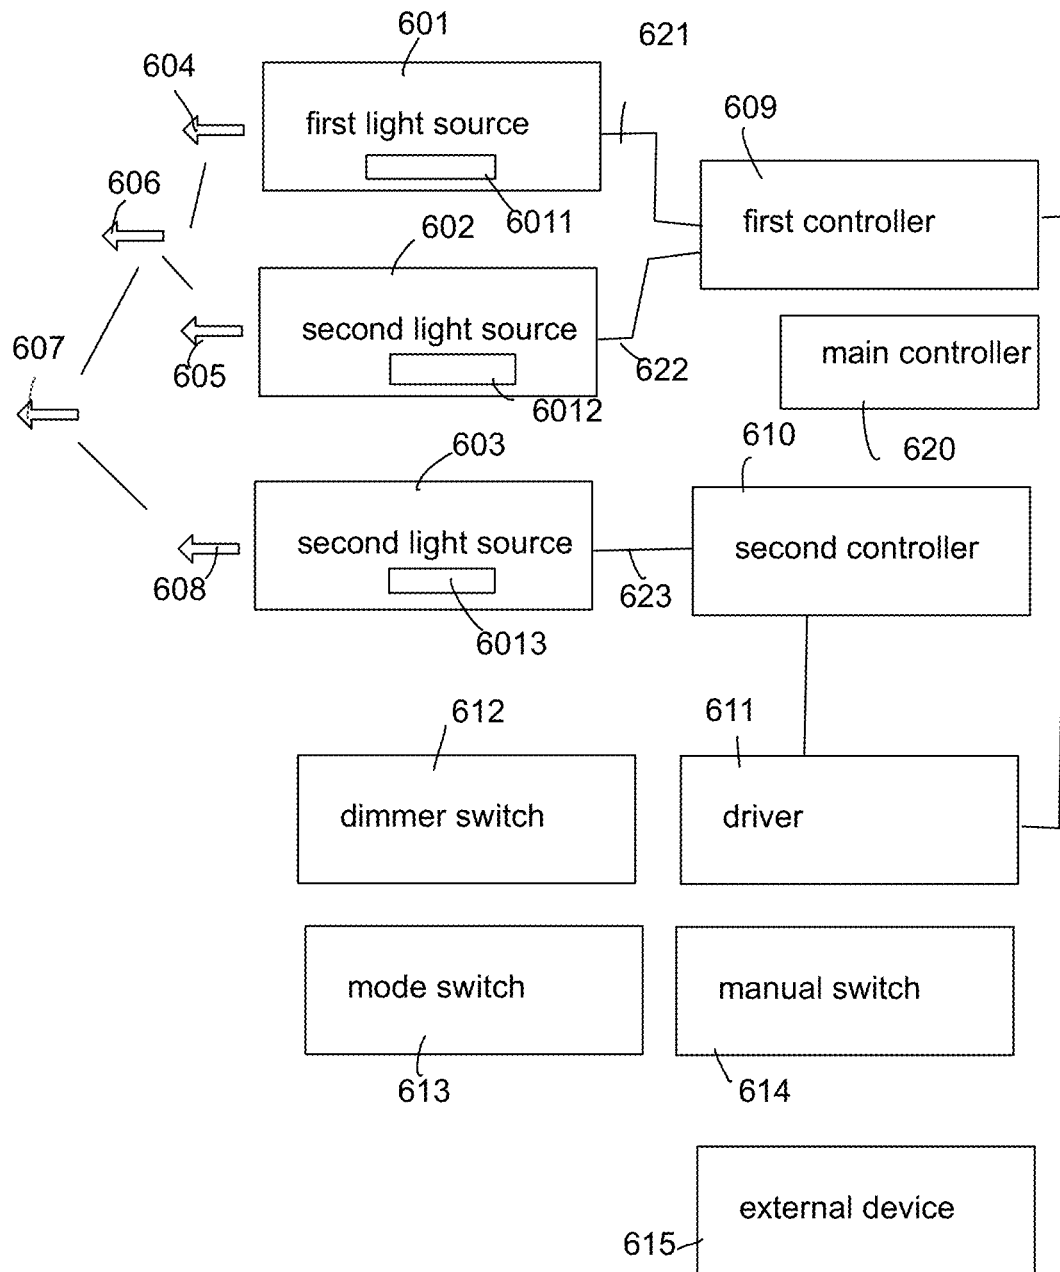 601
621
604
first light source
609
606
6011
first controller
602
second light source
607
605
622
main controller
6012
603
610
620
second light source
second controller
608
623
6013
612
611
dimmer switch
driver
mode switch
manual switch
613
614
external device
615